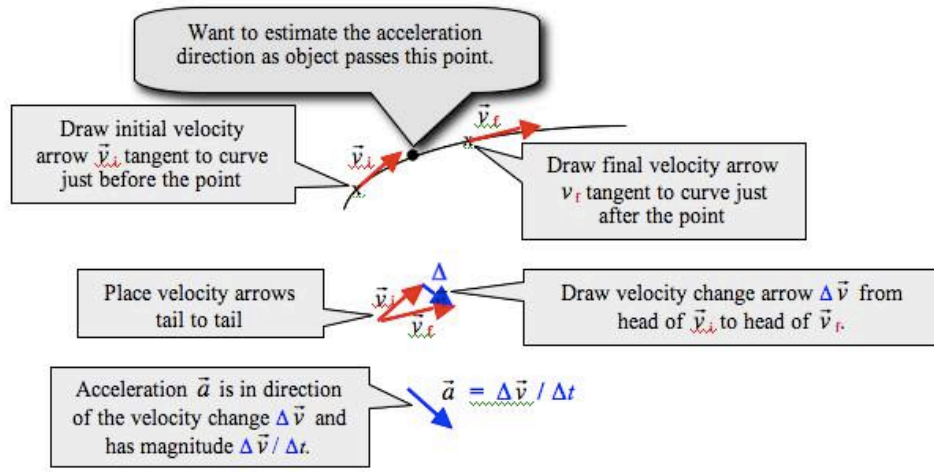 Want to estimate the acceleration
direction as object passes this point.
Draw initial velocity
arrow v⃗ i tangent to curve
just before the point
v⃗ i
v⃗ f
x
x
Draw final velocity arrow
v f tangent to curve just
after the point
Place velocity arrows
tail to tail
v⃗ i
Δ
v⃗ f
Draw velocity change arrow Δv⃗ from
head of v⃗ i to head of v⃗ f.
Acceleration a⃗ is in direction
of the velocity change Δv⃗ and
has magnitude Δv⃗ / Δt.
a⃗ = Δv⃗ / Δt